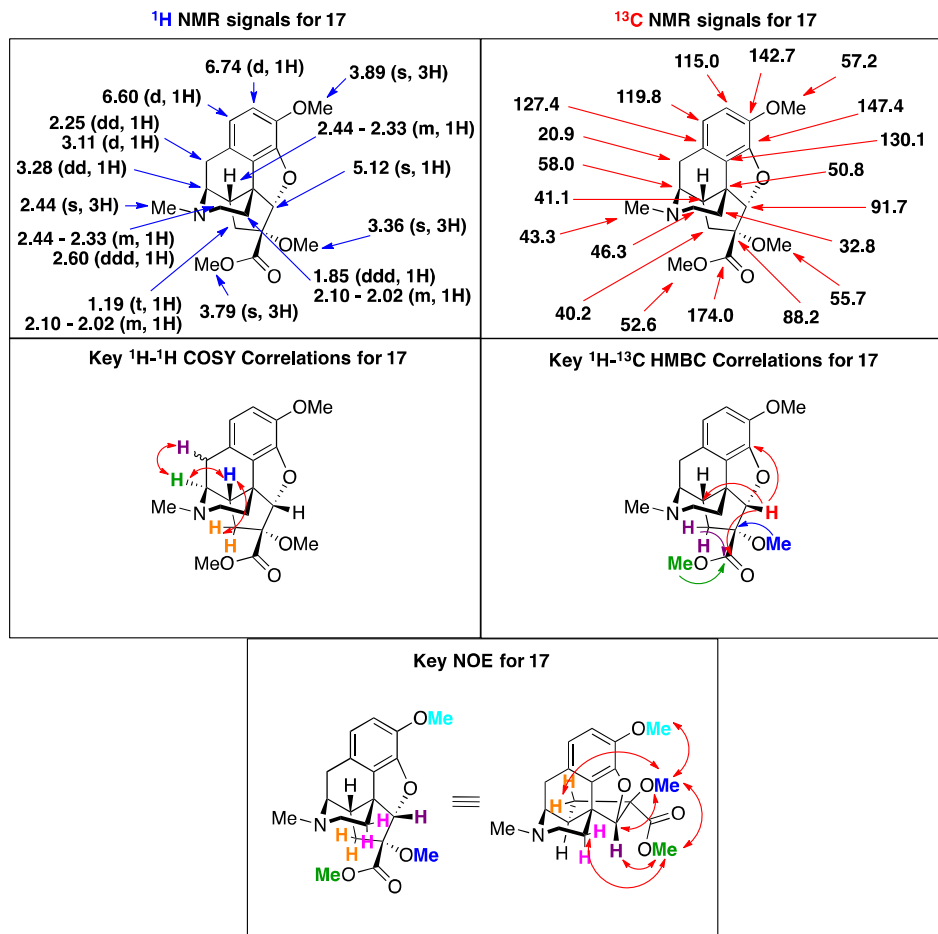 ¹H NMR signals for 17
¹³C NMR signals for 17
6.74 (d, 1H)
3.89 (s, 3H)
6.60 (d, 1H)
OMe
2.25 (dd, 1H)
3.11 (d, 1H)
2.44 - 2.33 (m, 1H)
3.28 (dd, 1H)
H
O
5.12 (s, 1H)
2.44 (s, 3H)
MeN
2.44 - 2.33 (m, 1H)
2.60 (ddd, 1H)
OMe
3.36 (s, 3H)
MeO
O
1.85 (ddd, 1H)
2.10 - 2.02 (m, 1H)
1.19 (t, 1H)
2.10 - 2.02 (m, 1H)
3.79 (s, 3H)
115.0
142.7
57.2
119.8
OMe
127.4
147.4
20.9
130.1
58.0
H
O
50.8
41.1
MeN
91.7
43.3
46.3
OMe
32.8
MeO
O
55.7
40.2
52.6
174.0
88.2
Key ¹H-¹H COSY Correlations for 17
OMe
H
H
H
O
MeN
H
H
H
OMe
MeO
O
Key ¹H-¹³C HMBC Correlations for 17
OMe
H
O
MeN
H
H
H
OMe
MeO
O
Key NOE for 17
OMe
H
O
MeN
H
H
H
H
H
OMe
MeO
O
OMe
H
H
O
OMe
O
MeN
H
H
H
H
OMe